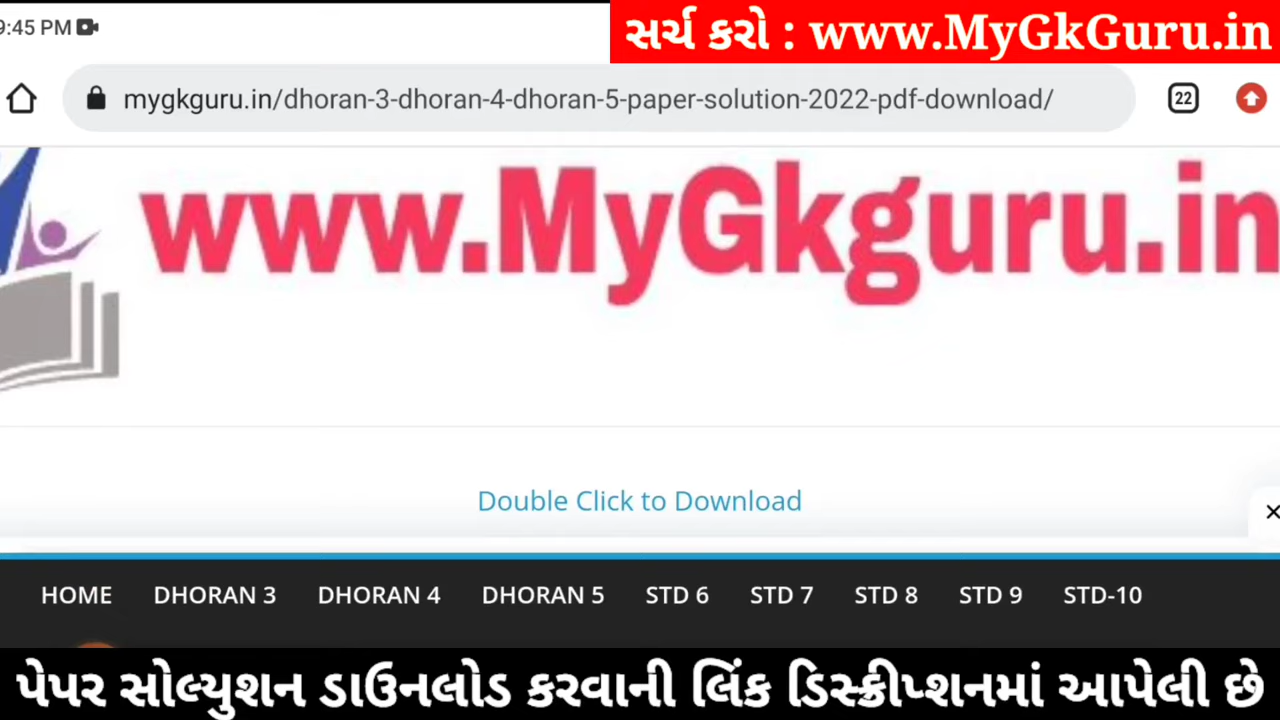 9:45 PM
સર્ચ કરો : www.MyGkGuru.in
mygkguru.in/dhoran-3-dhoran-4-dhoran-5-paper-solution-2022-pdf-download/
22
www.MyGkguru.in
Double Click to Download
×
HOME DHORAN 3 DHORAN 4 DHORAN 5 STD 6 STD 7 STD 8 STD 9 STD-10
પેપર સોલ્યુશન ડાઉનલોડ કરવાની લિંક ડિસ્ક્રીપ્શનમાં આપેલી છે